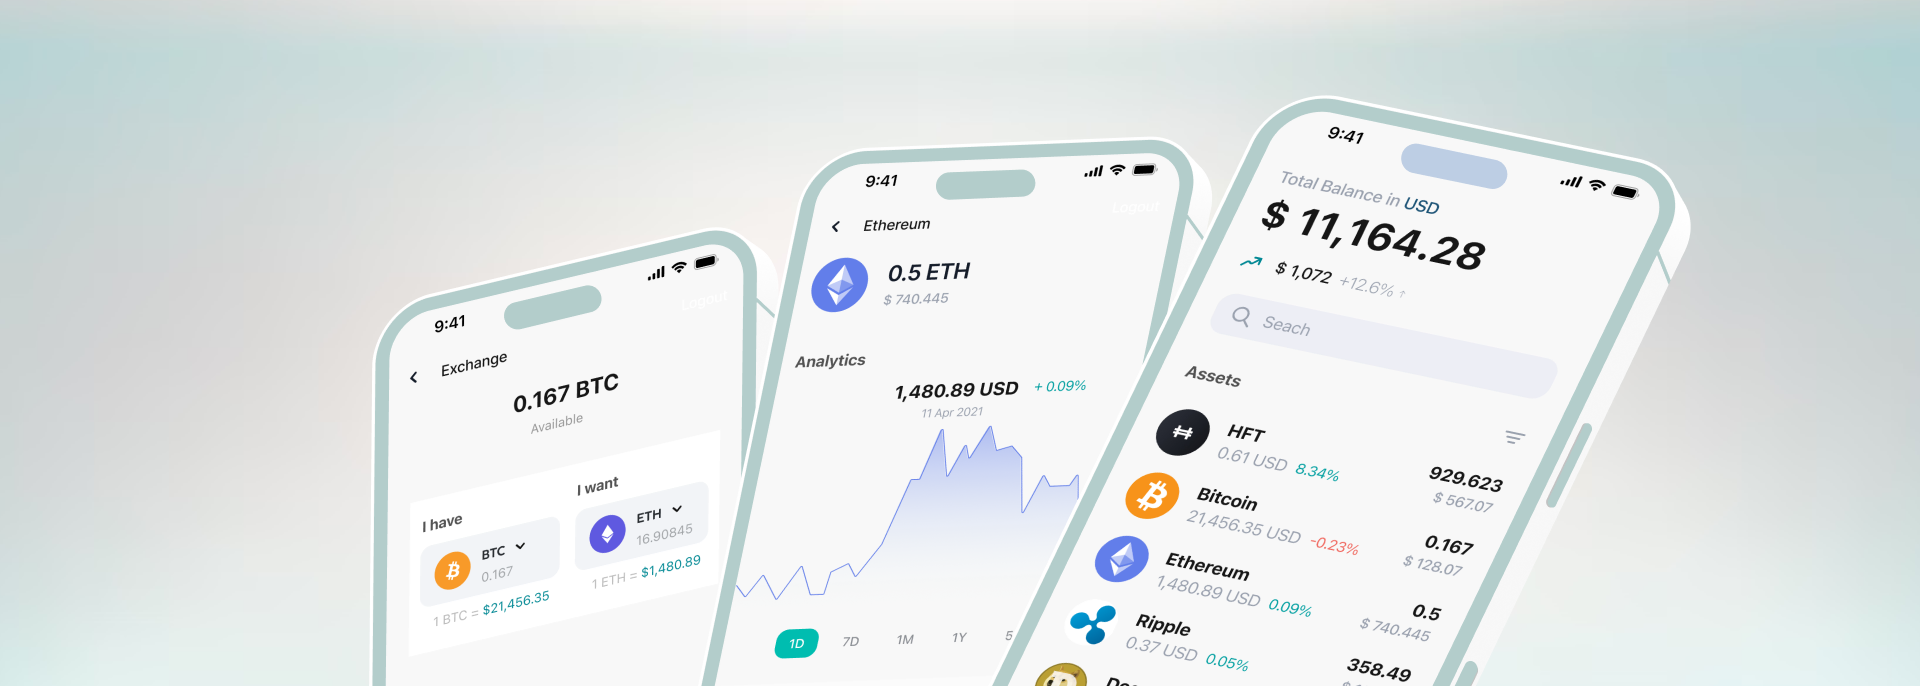 9:41
Logout
Exchange
0.167 BTC
Available
I have
BTC
0.167
1 BTC = $21,456.35
I want
ETH
16.90845
1 ETH = $1,480.89
9:41
Logout
Ethereum
0.5 ETH
$ 740.445
Analytics
1,480.89 USD + 0.09%
11 Apr 2021
1D 7D 1M 1Y 5
9:41
Total Balance in USD
$ 11,164.28
$ 1,072 +12.6% ↑
Seach
Assets
HFT
0.61 USD 8.34%
929.623
$ 567.07
Bitcoin
21,456.35 USD -0.23%
0.167
$ 128.07
Ethereum
1,480.89 USD 0.09%
0.5
$ 740.445
Ripple
0.37 USD 0.05%
358.49